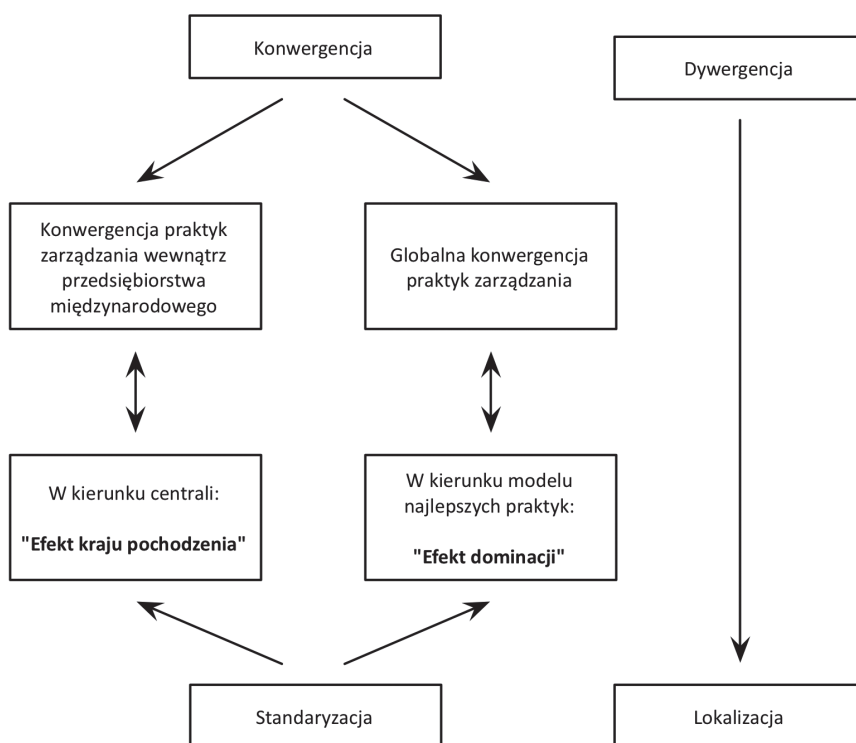 Konwergencja
Dywergencja
Konwergencja praktyk
zarządzania wewnątrz
przedsiębiorstwa
międzynarodowego
Globalna konwergencja
praktyk zarządzania
W kierunku centrali:
"Efekt kraju pochodzenia"
W kierunku modelu
najlepszych praktyk:
"Efekt dominacji"
Standaryzacja
Lokalizacja